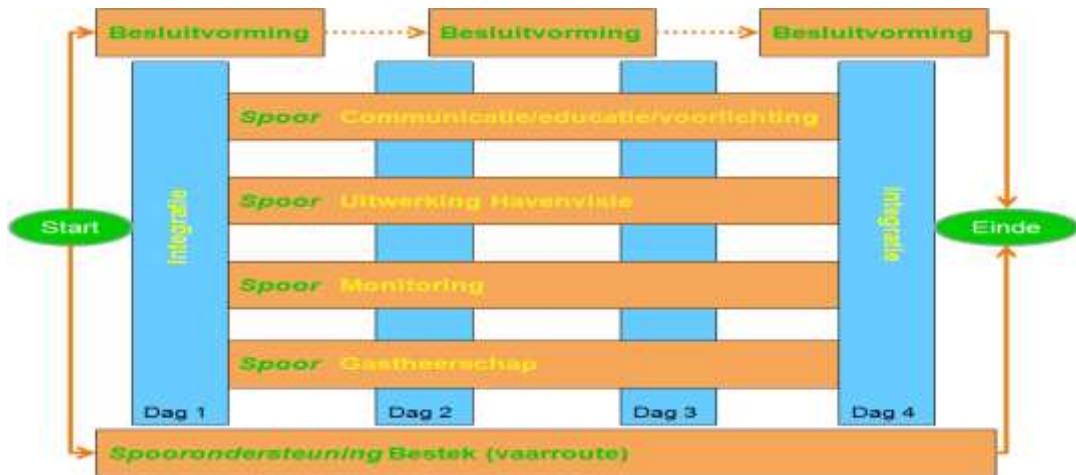 Besluitvorming
Besluitvorming
Besluitvorming
Spoor Communicatie/educatie/voorlichting
Spoor Uitwerking Havenvisie
Spoor Monitoring
Spoor Gastheerschap
Start
Integratie
Integratie
Einde
Dag 1
Dag 2
Dag 3
Dag 4
Spoorondersteuning Bestek (vaarroute)